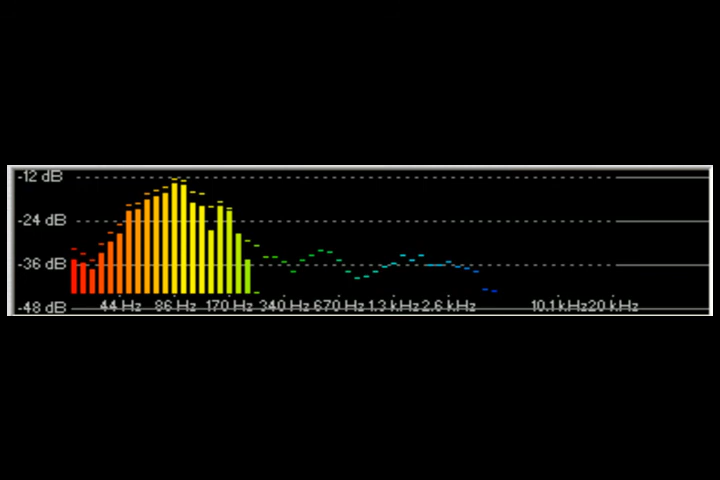 -12 dB
-24 dB
-36 dB
-48 dB
44 Hz 86 Hz 170 Hz 340 Hz 670 Hz 1.3 kHz 2.6 kHz 10.1 kHz 20 kHz